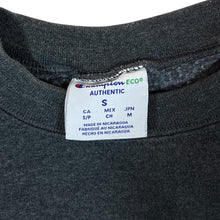 Champion ECO®
AUTHENTIC
S
CA MEX JPN
S/P CH M
MADE IN NICARAGUA
FABRIQUÉ AU NICARAGUA
HECHO EN NICARAGUA